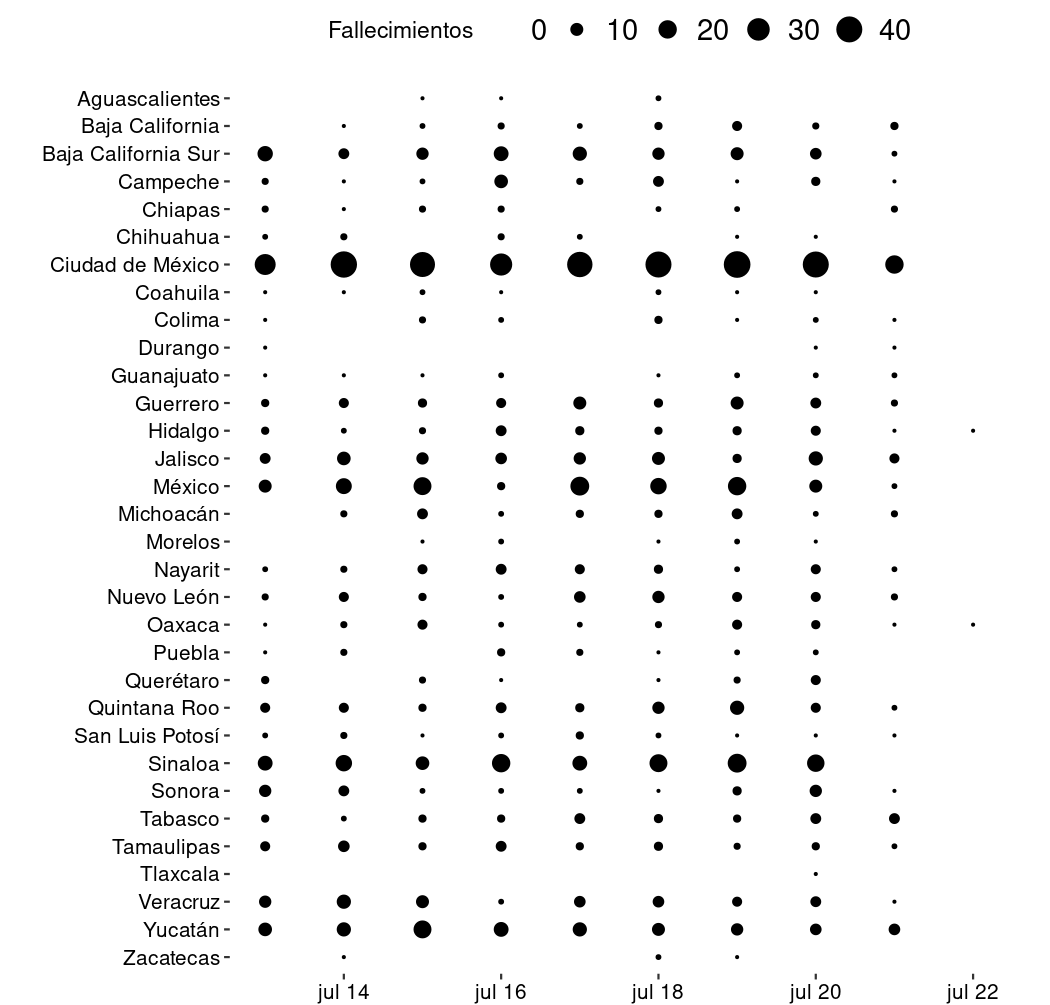 Fallecimientos 0 10 20 30 40
Aguascalientes
Baja California
Baja California Sur
Campeche
Chiapas
Chihuahua
Ciudad de México
Coahuila
Colima
Durango
Guanajuato
Guerrero
Hidalgo
Jalisco
México
Michoacán
Morelos
Nayarit
Nuevo León
Oaxaca
Puebla
Querétaro
Quintana Roo
San Luis Potosí
Sinaloa
Sonora
Tabasco
Tamaulipas
Tlaxcala
Veracruz
Yucatán
Zacatecas
jul 14 jul 16 jul 18 jul 20 jul 22